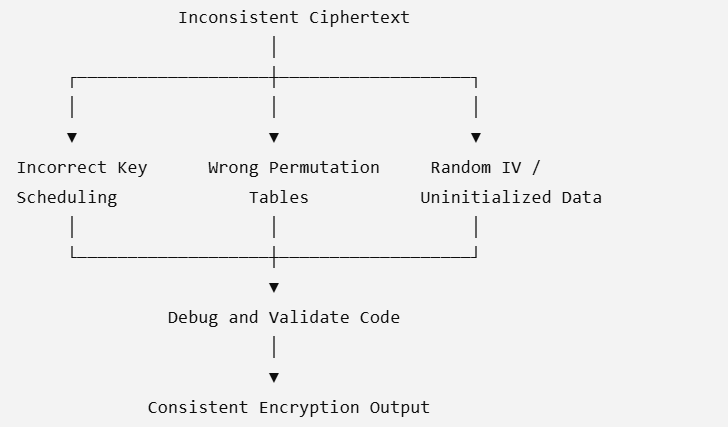 Inconsistent Ciphertext
Incorrect Key Wrong Permutation Random IV /
Scheduling Tables Uninitialized Data
Debug and Validate Code
Consistent Encryption Output